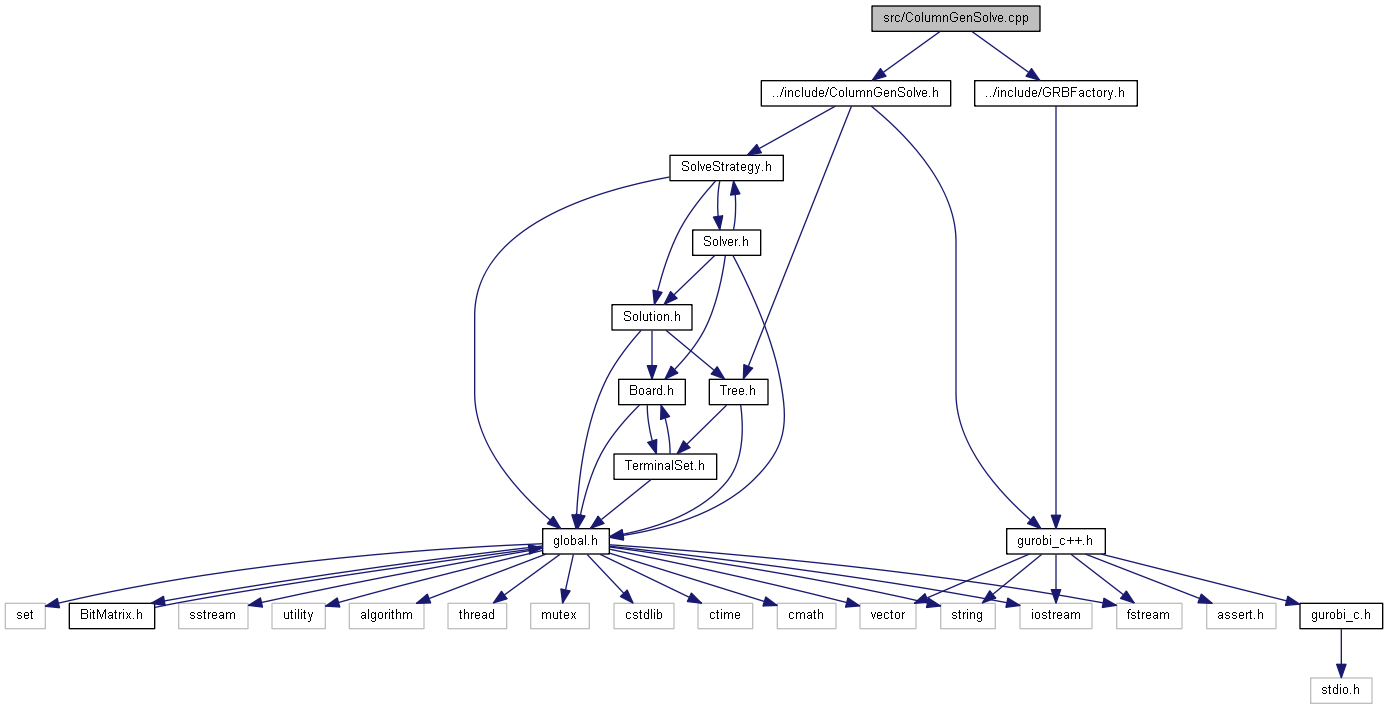 src/ColumnGenSolve.cpp
../include/ColumnGenSolve.h
../include/GRBFactory.h
SolveStrategy.h
Solver.h
Solution.h
Board.h
Tree.h
TerminalSet.h
global.h
gurobi_c++.h
set
BitMatrix.h
sstream
utility
algorithm
thread
mutex
cstdlib
ctime
cmath
vector
string
iostream
fstream
assert.h
gurobi_c.h
stdio.h